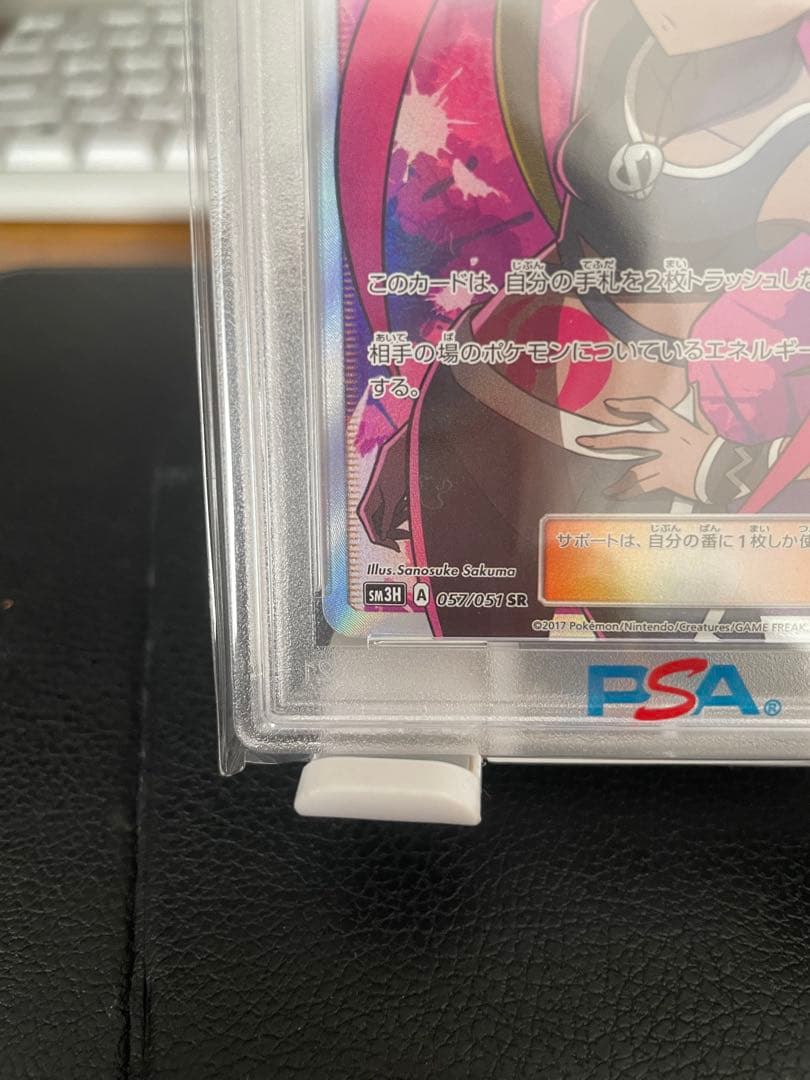 このカードは、自分の手札を2枚トラッシュしな
相手の場のポケモンについているエネルギー
する。
サポートは、自分の番に1枚しか使
Illus. Sanosuke Sakuma
SM3H A 057/051 SR
©2017 Pokémon/Nintendo/Creatures/GAME FREAK.
PSA®